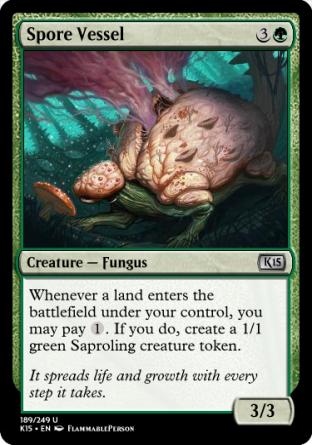 Spore Vessel 3
Creature — Fungus K15
Whenever a land enters the
battlefield under your control, you
may pay 1. If you do, create a 1/1
green Saproling creature token.
It spreads life and growth with every
step it takes.
3/3
189/249 U
K15 • EN FlammablePerson